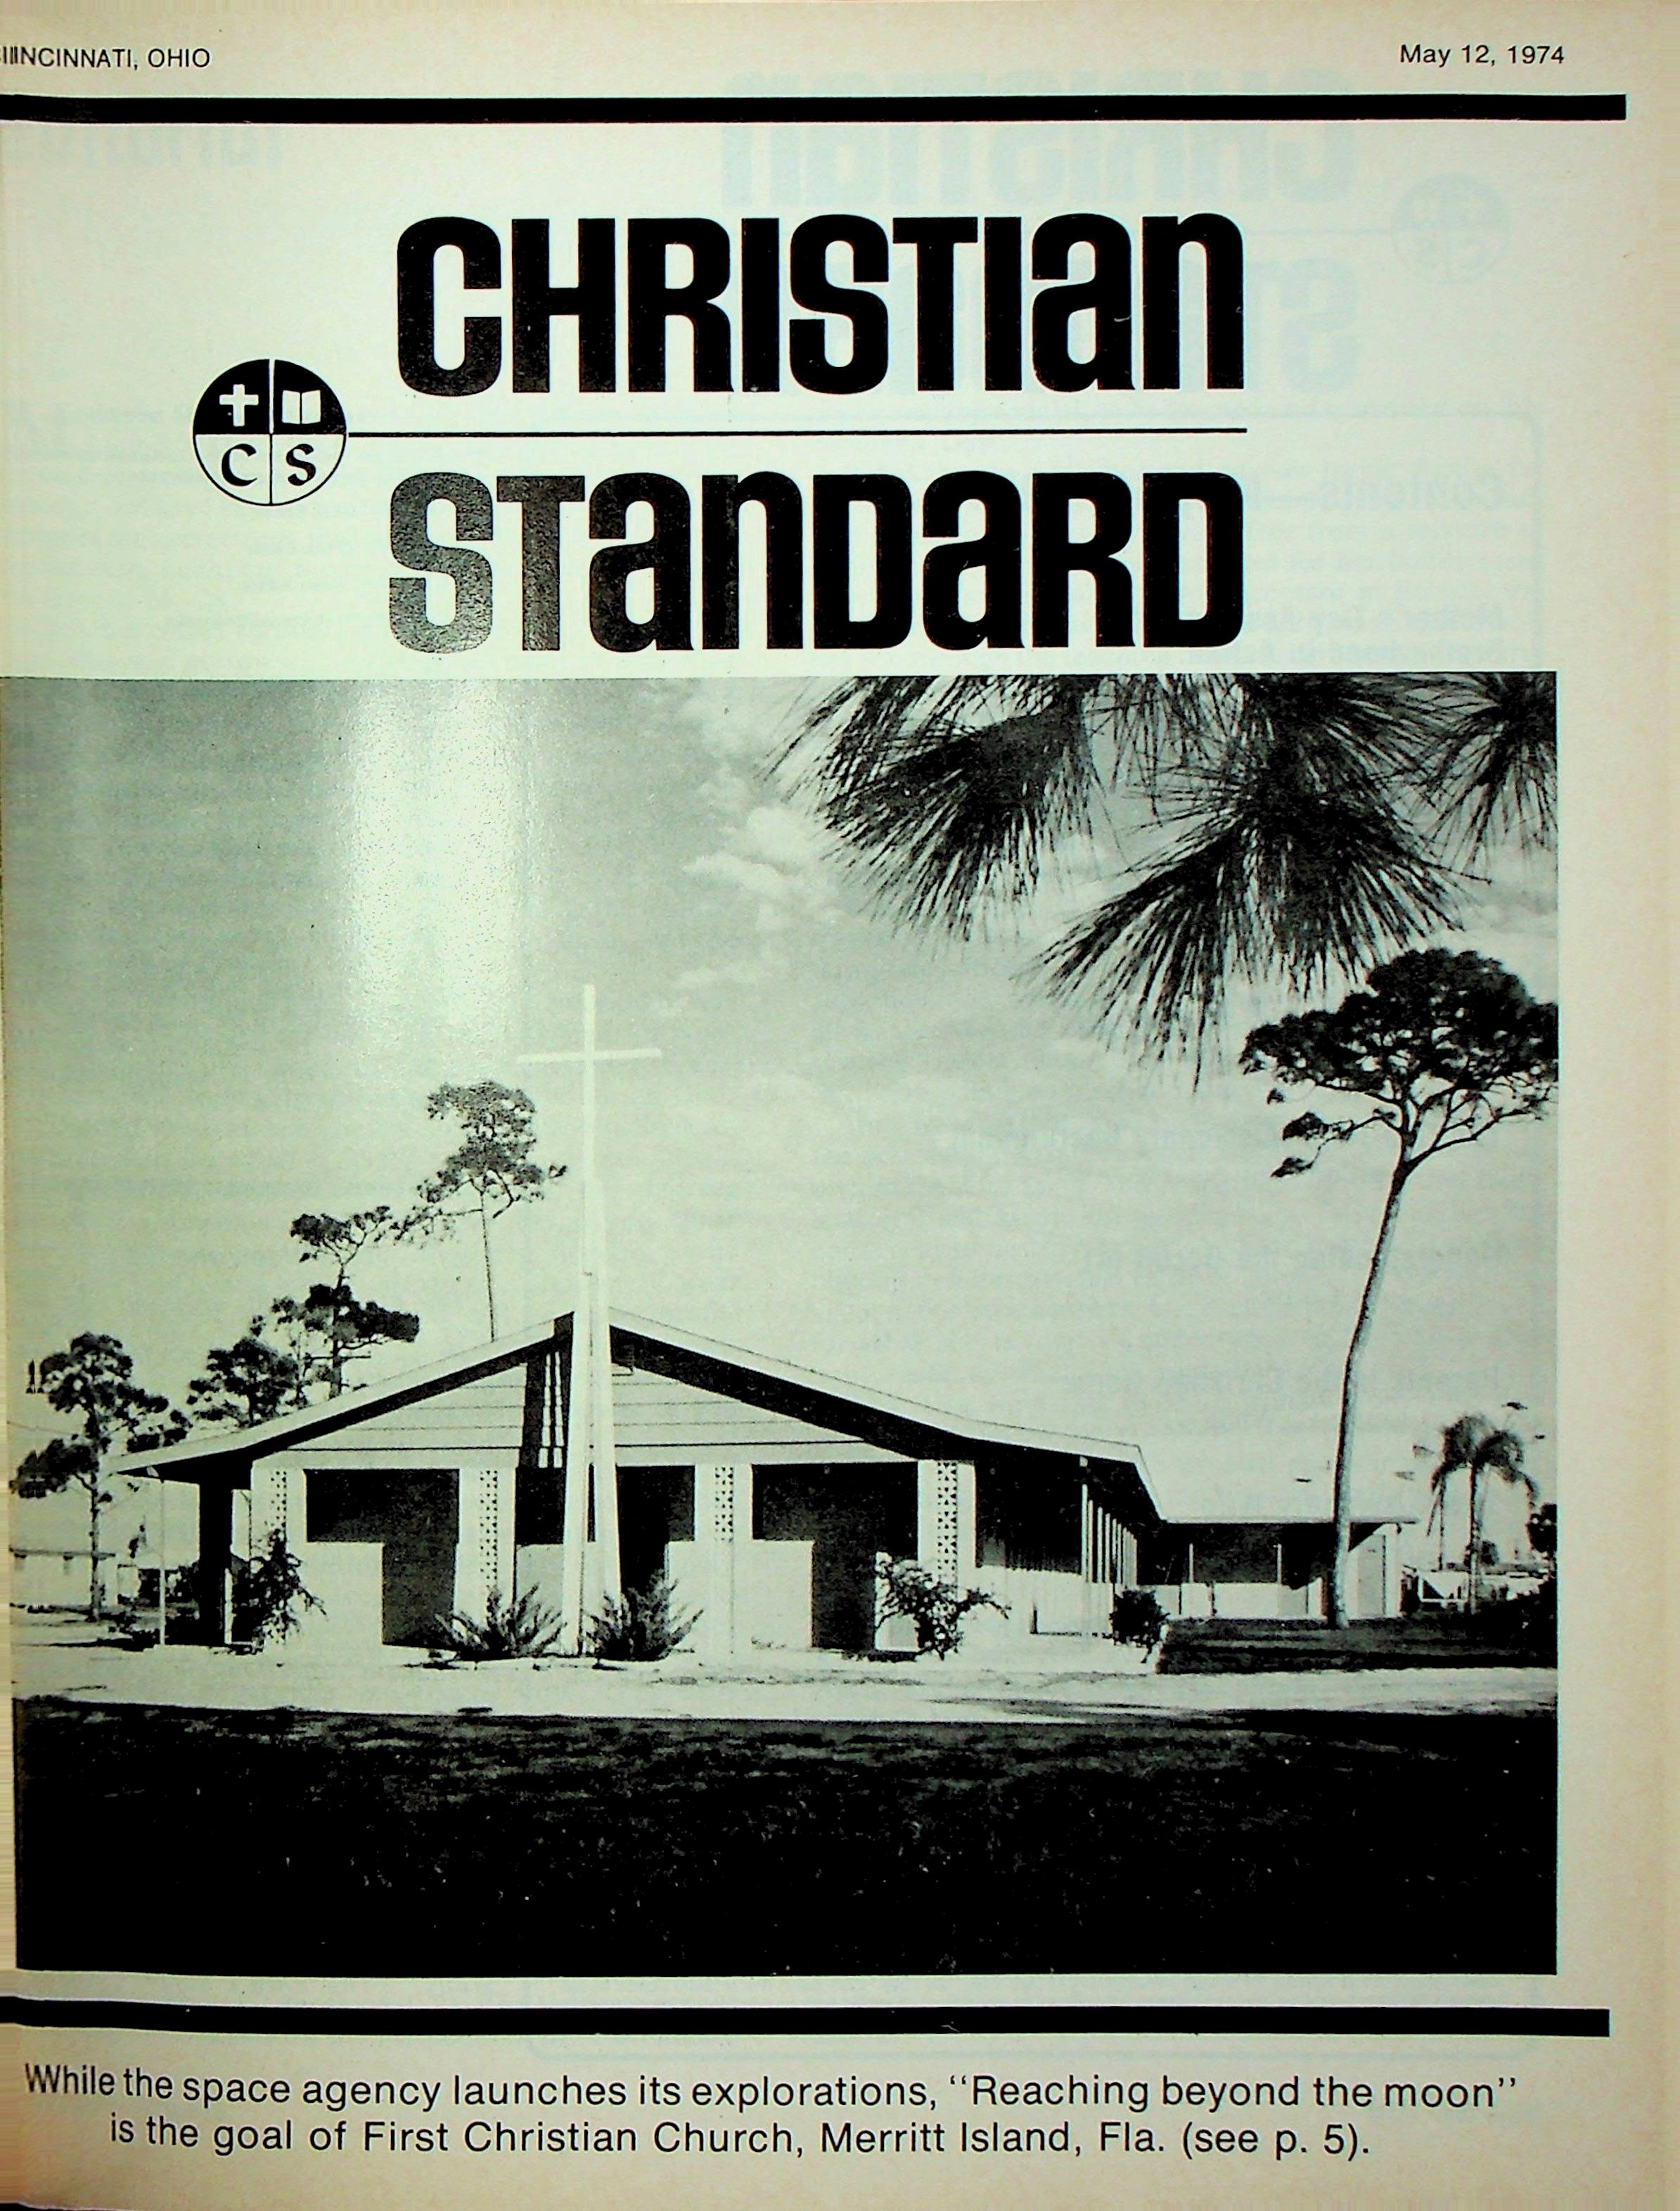 CINCINNATI, OHIO
May 12, 1974
CHRISTIAN
C S
STANDARD
While the space agency launches its explorations, “Reaching beyond the moon”
is the goal of First Christian Church, Merritt Island, Fla. (see p. 5).